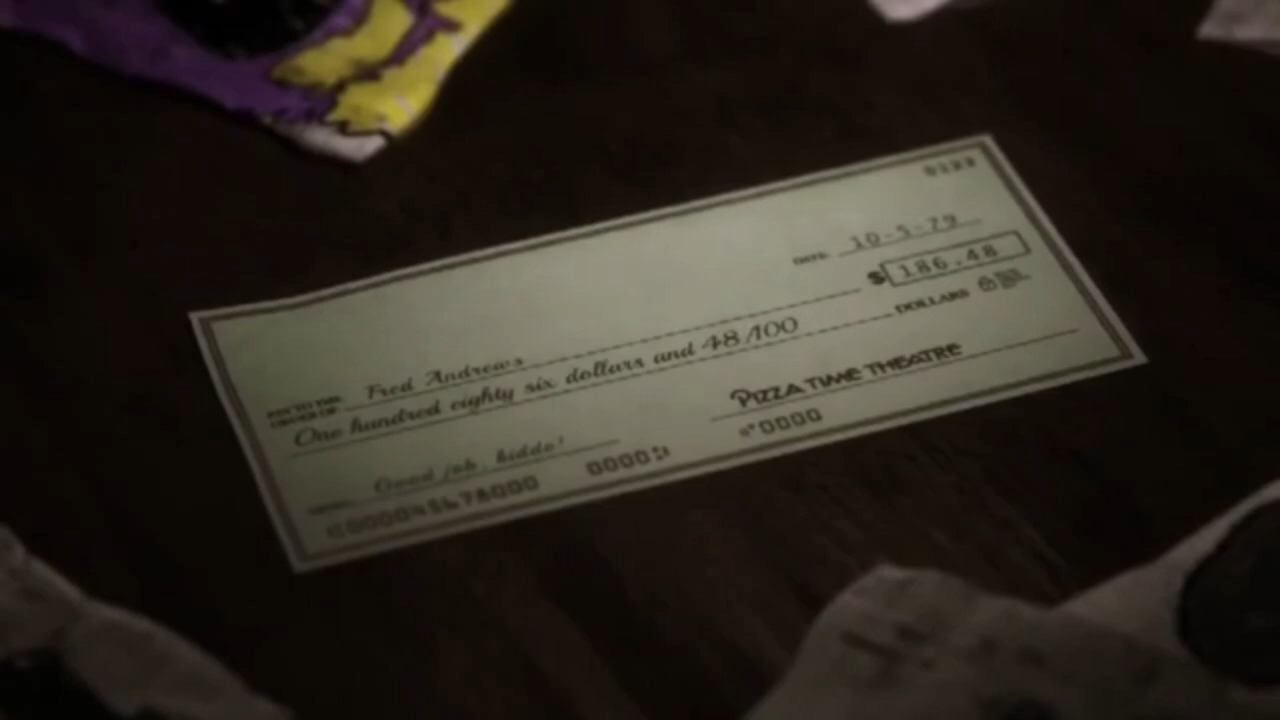 DATE 10-5-79
$ 186.48
PAY TO THE
ORDER OF Fred Andrews
One hundred eighty six dollars and 48/100 DOLLARS
PIZZA TIME THEATRE
Good job, kiddo!